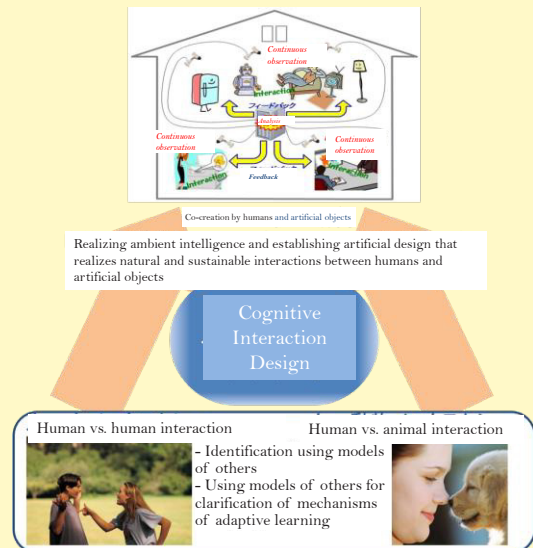 Continuous
observation
Interaction
フィードバック
Analysis
Continuous
observation
Continuous
observation
Interaction
Interaction
Feedback
Co-creation by humans and artificial objects
Realizing ambient intelligence and establishing artificial design that
realizes natural and sustainable interactions between humans and
artificial objects
Cognitive
Interaction
Design
Human vs. human interaction
Human vs. animal interaction
- Identification using models
of others
- Using models of others for
clarification of mechanisms
of adaptive learning